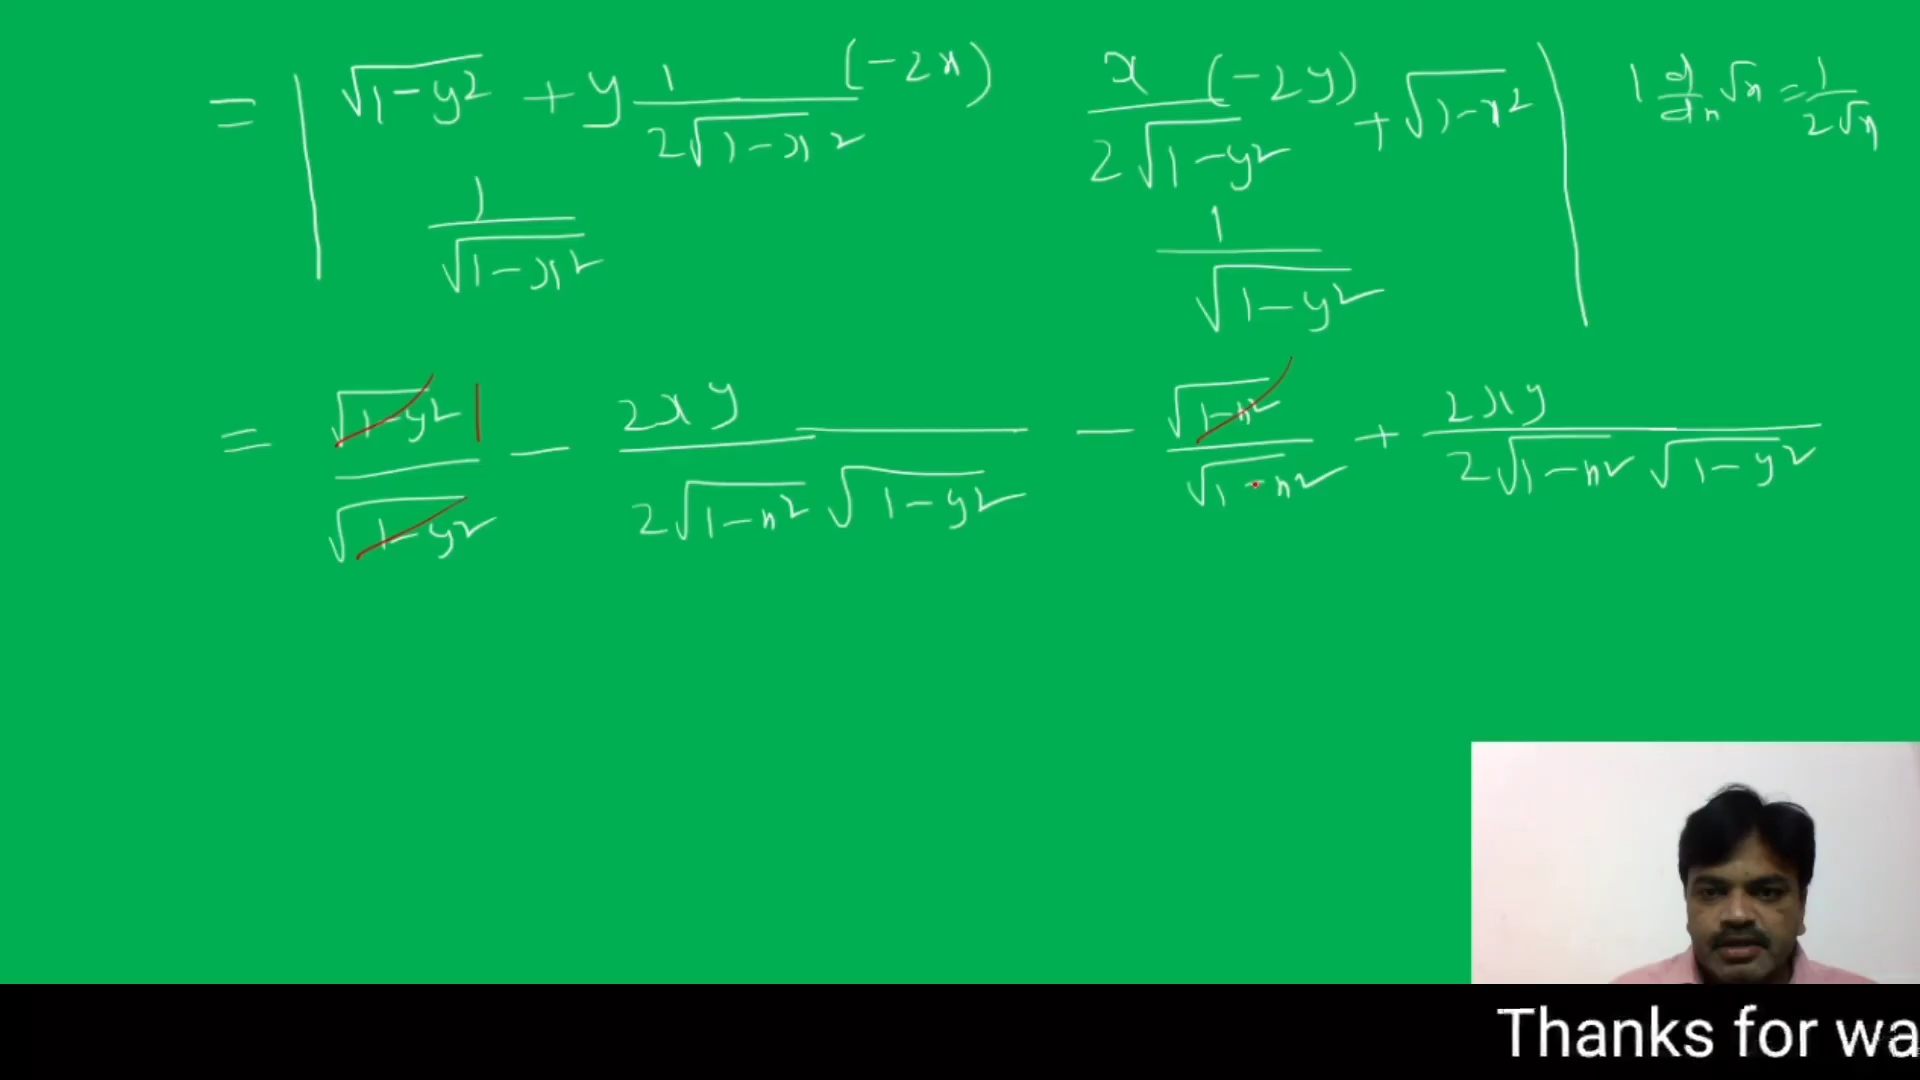 = | √(1-y²) + y 1/(2√(1-x²)) (-2x)    x(-2y)/(2√(1-y²)) + √(1-x²) |    d/dx √x = 1/(2√x)
1/√(1-x²)    1/√(1-y²)
= √(1-y²)/√(1-y²) - 2xy/(2√(1-x²) √(1-y²)) - √(1-x²)/√(1-x²) + 2xy/(2√(1-x²) √(1-y²))
Thanks for wa